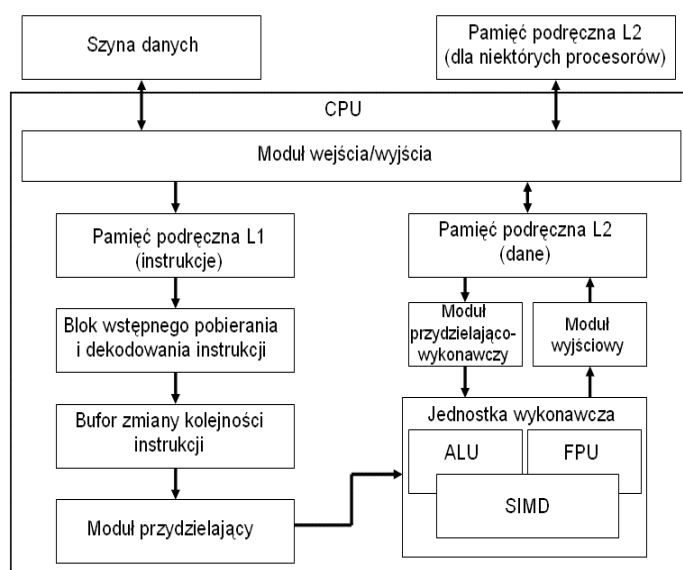 Szyna danych
Pamięć podręczna L2
(dla niektórych procesorów)
CPU
Moduł wejścia/wyjścia
Pamięć podręczna L1
(instrukcje)
Pamięć podręczna L2
(dane)
Blok wstępnego pobierania
i dekodowania instrukcji
Moduł
przydzielająco-
wykonawczy
Moduł
wyjściowy
Bufor zmiany kolejności
instrukcji
Jednostka wykonawcza
ALU
FPU
SIMD
Moduł przydzielający